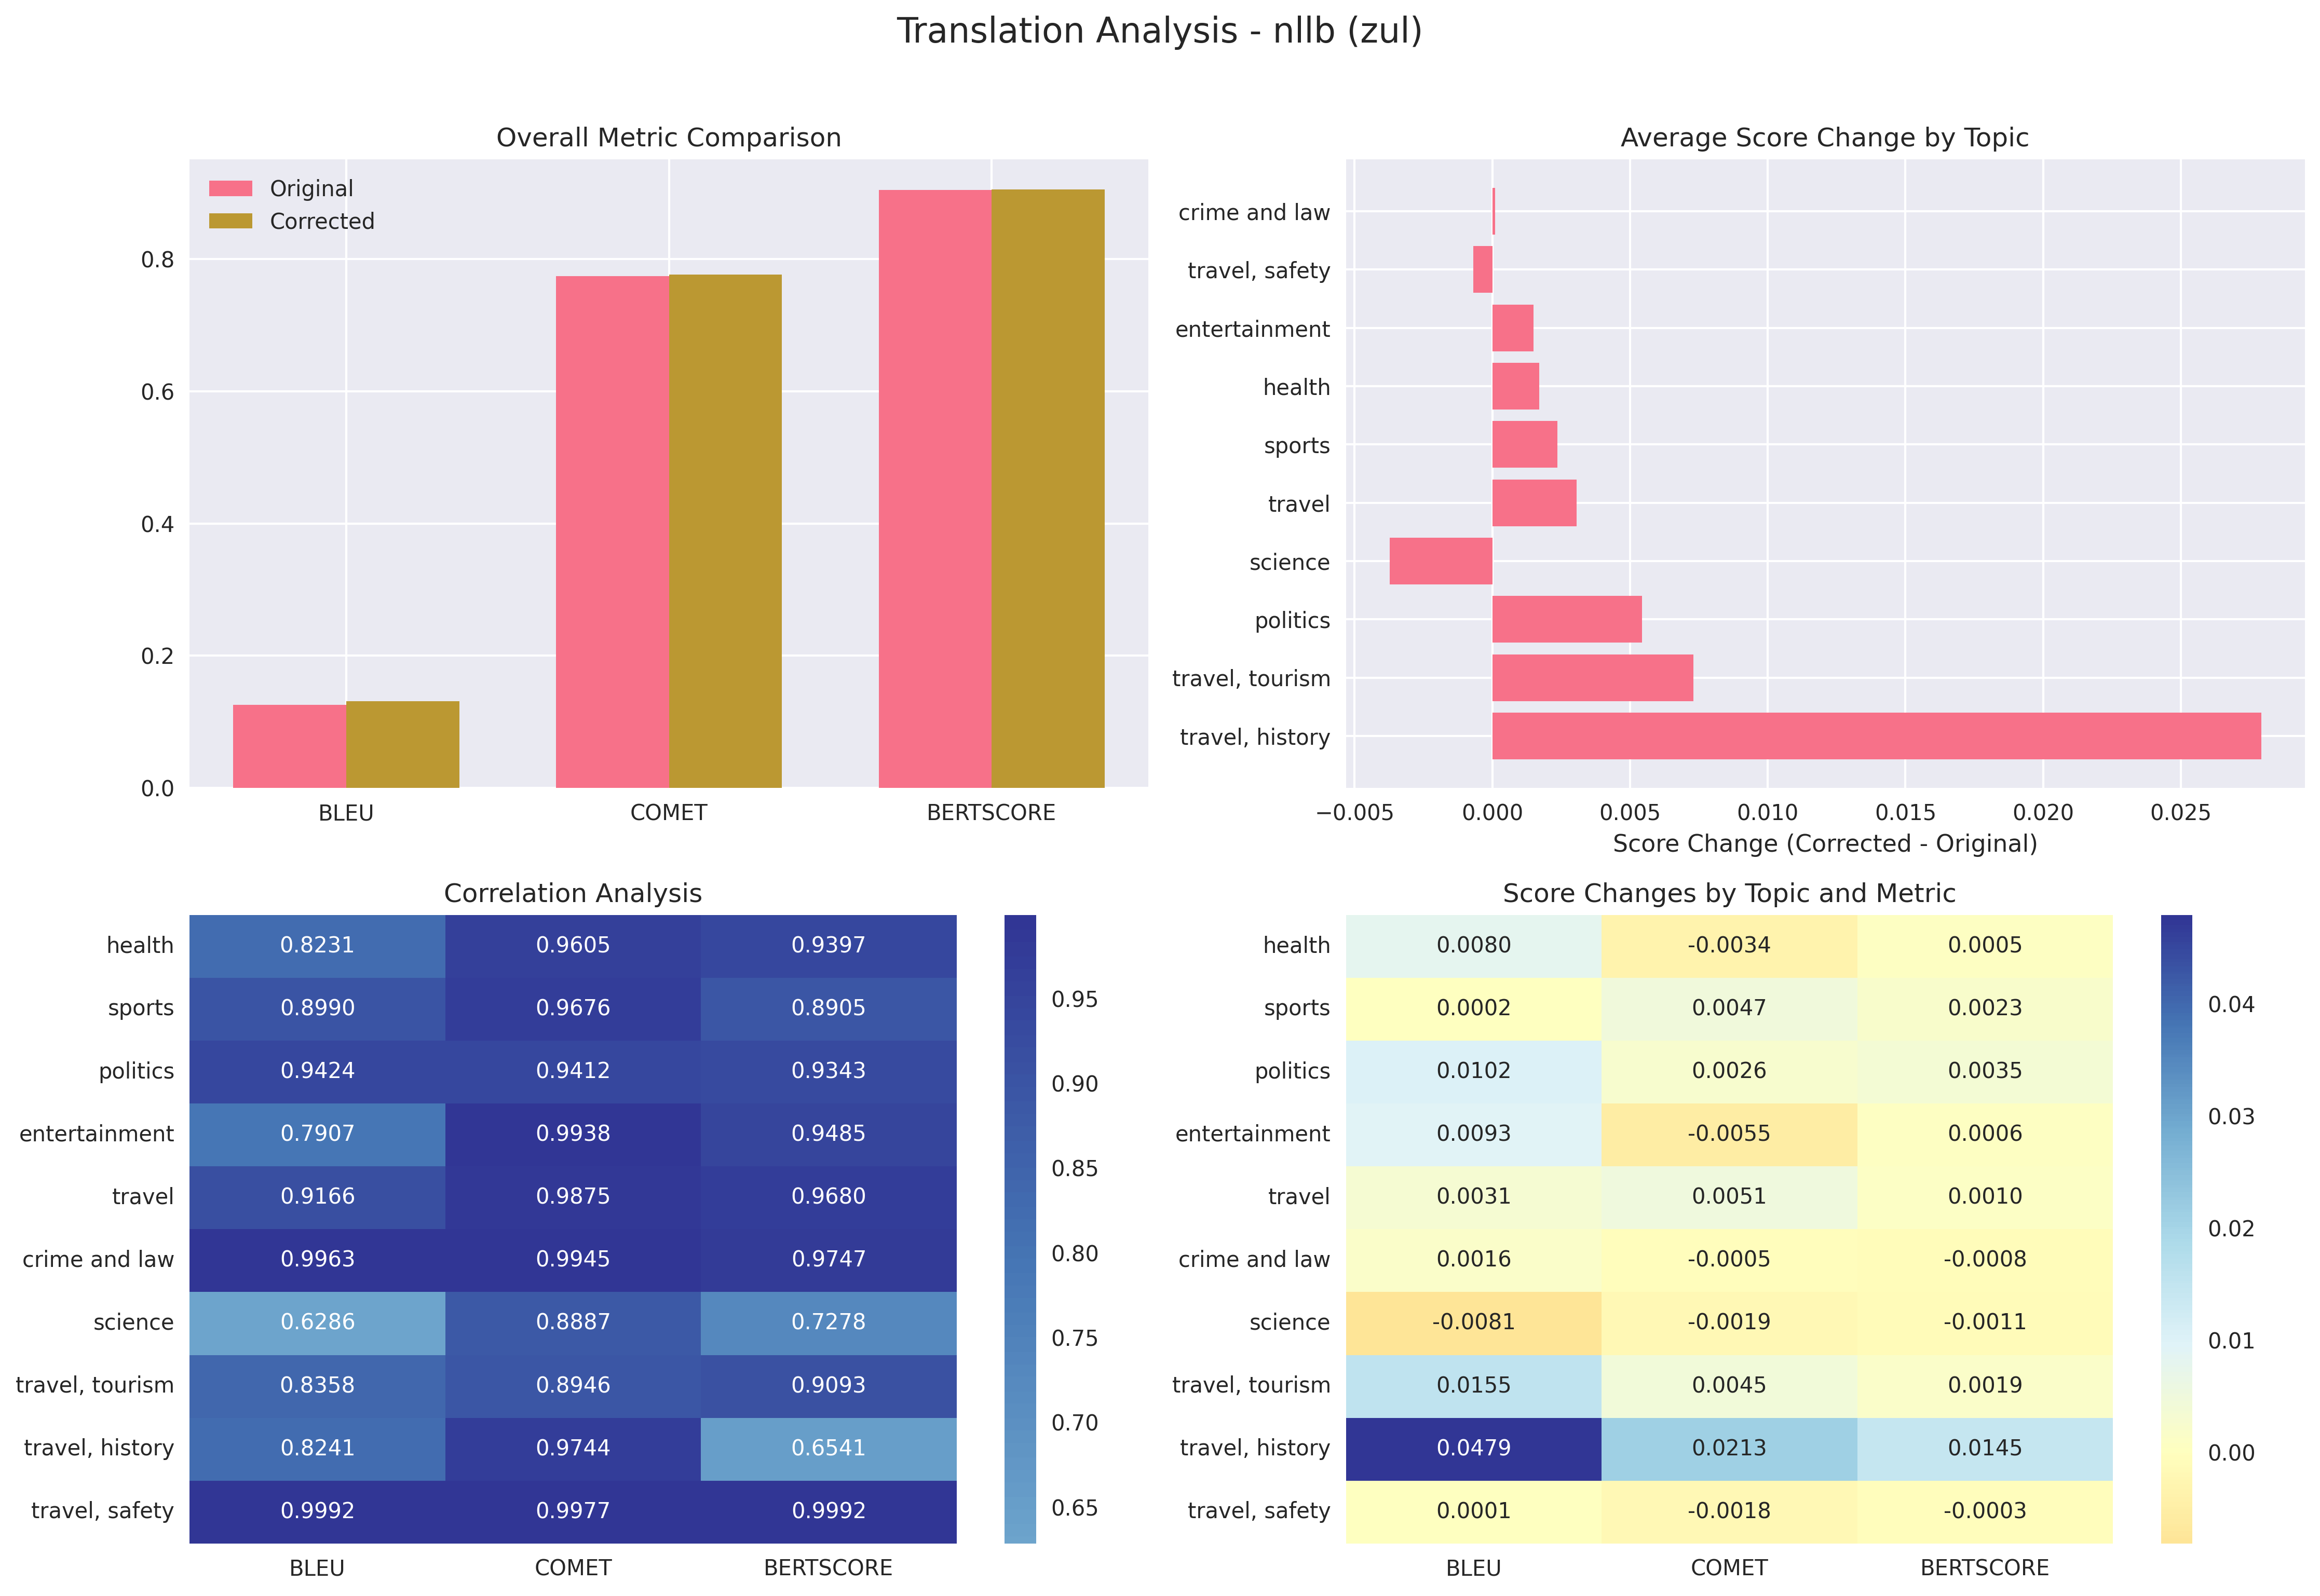 Translation Analysis - nllb (zul)
Overall Metric Comparison
Original
Corrected
0.8
0.6
0.4
0.2
0.0
BLEU COMET BERTSCORE
Average Score Change by Topic
crime and law
travel, safety
entertainment
health
sports
travel
science
politics
travel, tourism
travel, history
−0.005 0.000 0.005 0.010 0.015 0.020 0.025
Score Change (Corrected - Original)
Correlation Analysis
health 0.8231 0.9605 0.9397
sports 0.8990 0.9676 0.8905
politics 0.9424 0.9412 0.9343
entertainment 0.7907 0.9938 0.9485
travel 0.9166 0.9875 0.9680
crime and law 0.9963 0.9945 0.9747
science 0.6286 0.8887 0.7278
travel, tourism 0.8358 0.8946 0.9093
travel, history 0.8241 0.9744 0.6541
travel, safety 0.9992 0.9977 0.9992
BLEU COMET BERTSCORE
0.95
0.90
0.85
0.80
0.75
0.70
0.65
Score Changes by Topic and Metric
health 0.0080 -0.0034 0.0005
sports 0.0002 0.0047 0.0023
politics 0.0102 0.0026 0.0035
entertainment 0.0093 -0.0055 0.0006
travel 0.0031 0.0051 0.0010
crime and law 0.0016 -0.0005 -0.0008
science -0.0081 -0.0019 -0.0011
travel, tourism 0.0155 0.0045 0.0019
travel, history 0.0479 0.0213 0.0145
travel, safety 0.0001 -0.0018 -0.0003
BLEU COMET BERTSCORE
0.04
0.03
0.02
0.01
0.00